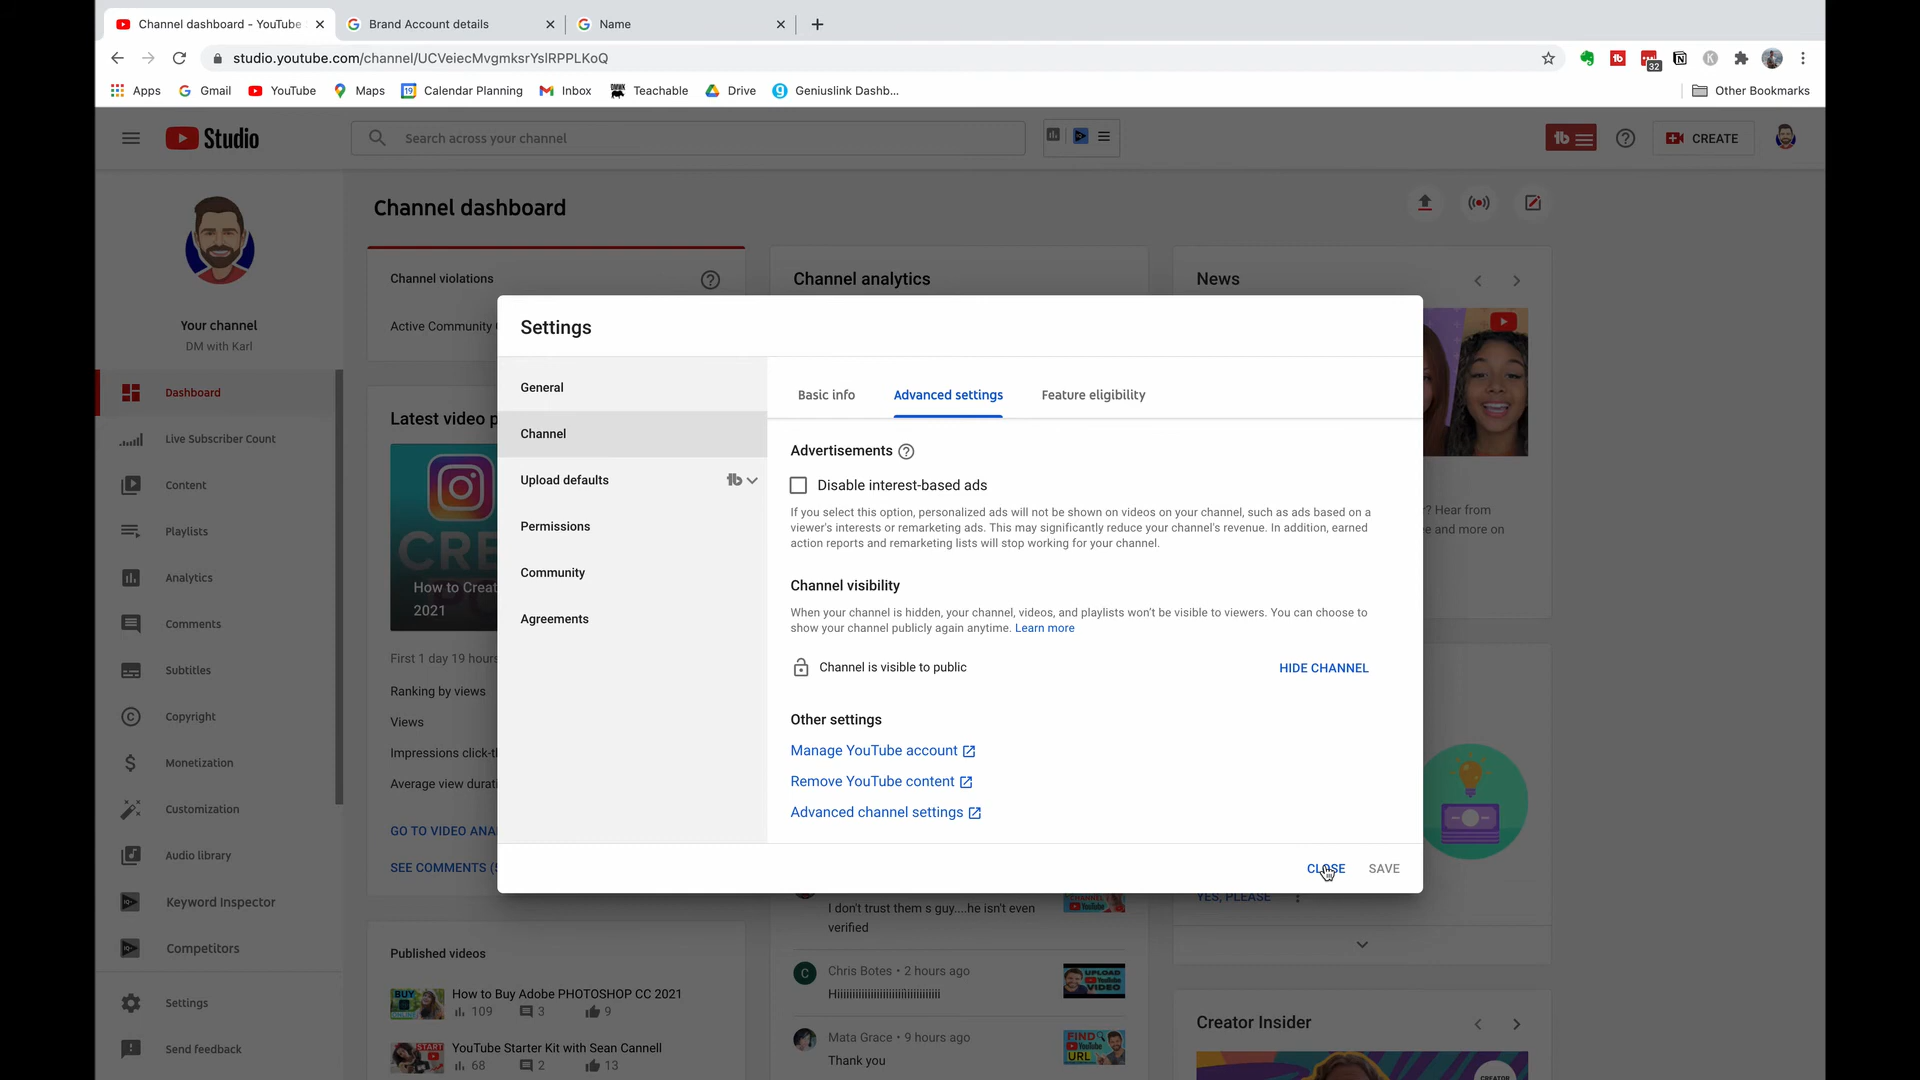 Channel dashboard - YouTube
Brand Account details
Name
studio.youtube.com/channel/UCVeiecMvgmksrYslRPPLKoQ
32
Apps
Gmail
YouTube
Maps
19
Calendar Planning
Inbox
Teachable
Drive
Geniuslink Dashb...
Other Bookmarks
Studio
Search across your channel
CREATE
Your channel
DM with Karl
Dashboard
Live Subscriber Count
Content
Playlists
Analytics
Comments
Subtitles
Copyright
Monetization
Customization
Audio library
Keyword Inspector
Competitors
Settings
Send feedback
Channel dashboard
Channel violations
Active Community
Latest video p
CRE
How to Creat
2021
First 1 day 19 hours
Ranking by views
Views
Impressions click-t
Average view durati
GO TO VIDEO ANA
SEE COMMENTS (
Published videos
How to Buy Adobe PHOTOSHOP CC 2021
109 3 9
YouTube Starter Kit with Sean Cannell
68 2 13
Channel analytics
Settings
General
Channel
Upload defaults
Permissions
Community
Agreements
Basic info
Advanced settings
Feature eligibility
Advertisements
Disable interest-based ads
If you select this option, personalized ads will not be shown on videos on your channel, such as ads based on a
viewer's interests or remarketing ads. This may significantly reduce your channel's revenue. In addition, earned
action reports and remarketing lists will stop working for your channel.
Channel visibility
When your channel is hidden, your channel, videos, and playlists won't be visible to viewers. You can choose to
show your channel publicly again anytime. Learn more
Channel is visible to public
HIDE CHANNEL
Other settings
Manage YouTube account
Remove YouTube content
Advanced channel settings
CLOSE
SAVE
I don't trust them s guy....he isn't even
verified
Chris Botes • 2 hours ago
Hiiiiiiiiiiiiiiiiiiiiiiiiiiiiiiiiii
UPLOAD
YouTube
VIDEO
Mata Grace • 9 hours ago
Thank you
FIND
YouTube
URL
News
? Hear from
e and more on
YES, PLEASE
Creator Insider
CREATOR